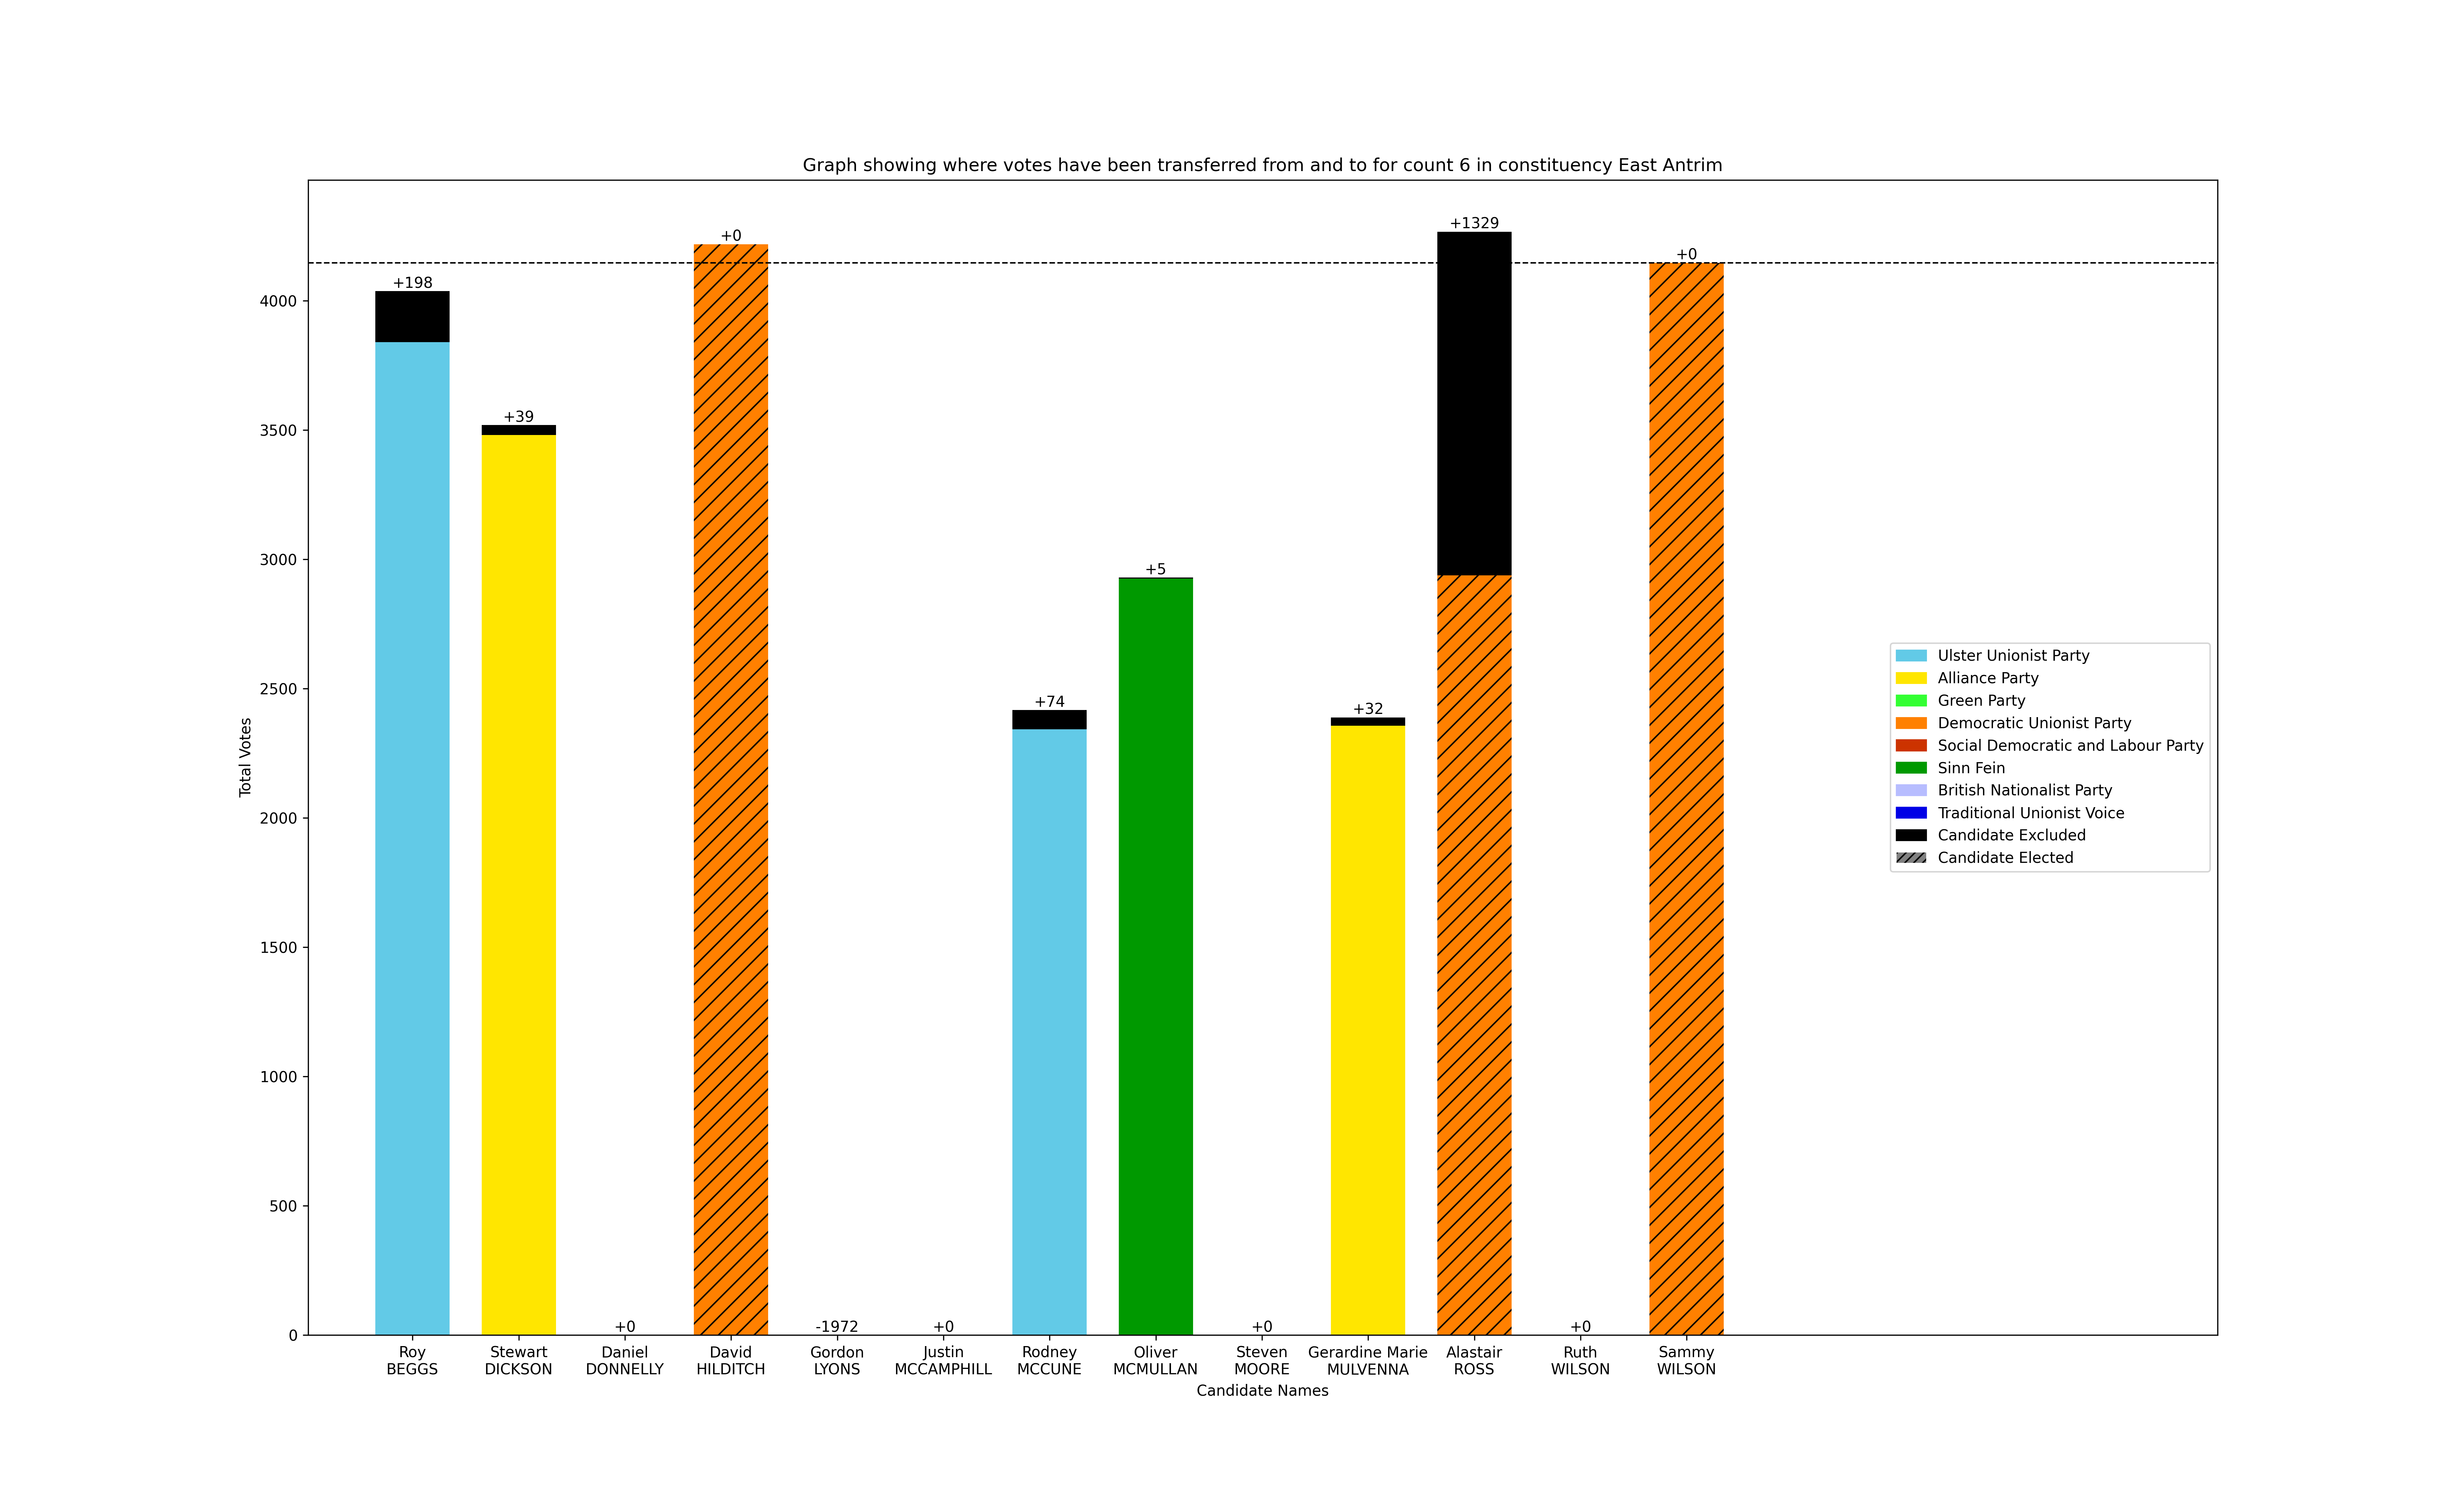 Graph showing where votes have been transferred from and to for count 6 in constituency East Antrim
Total Votes
4000
3500
3000
2500
2000
1500
1000
500
0
+198
+39
+0
+0
-1972
+0
+74
+5
+0
+32
+1329
+0
+0
Roy
BEGGS
Stewart
DICKSON
Daniel
DONNELLY
David
HILDITCH
Gordon
LYONS
Justin
MCCAMPHILL
Rodney
MCCUNE
Oliver
MCMULLAN
Steven
MOORE
Gerardine Marie
MULVENNA
Alastair
ROSS
Ruth
WILSON
Sammy
WILSON
Candidate Names
Ulster Unionist Party
Alliance Party
Green Party
Democratic Unionist Party
Social Democratic and Labour Party
Sinn Fein
British Nationalist Party
Traditional Unionist Voice
Candidate Excluded
Candidate Elected